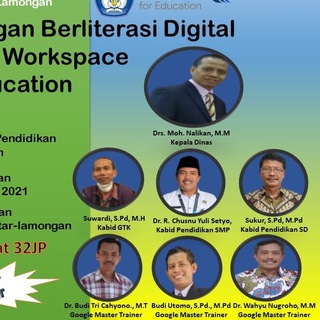 Lamongan
for Education
gan Berliterasi Digital
Workspace
ucation
Drs. Moh. Nalikan, M.M
Kepala Dinas
Pendidikan
n
an
2021
an
tar-lamongan
at 32JP
Suwardi, S.Pd, M.H
Kabid GTK
Dr. R. Chusnu Yuli Setyo,
Kabid Pendidikan SMP
Sukur, S.Pd, M.Pd
Kabid Pendidikan SD
Dr. Budi Tri Cahyono., M.T
Google Master Trainer
Budi Utomo, S.Pd., M.Pd
Google Master Trainer
Dr. Wahyu Nugroho, M.M
Google Master Trainer